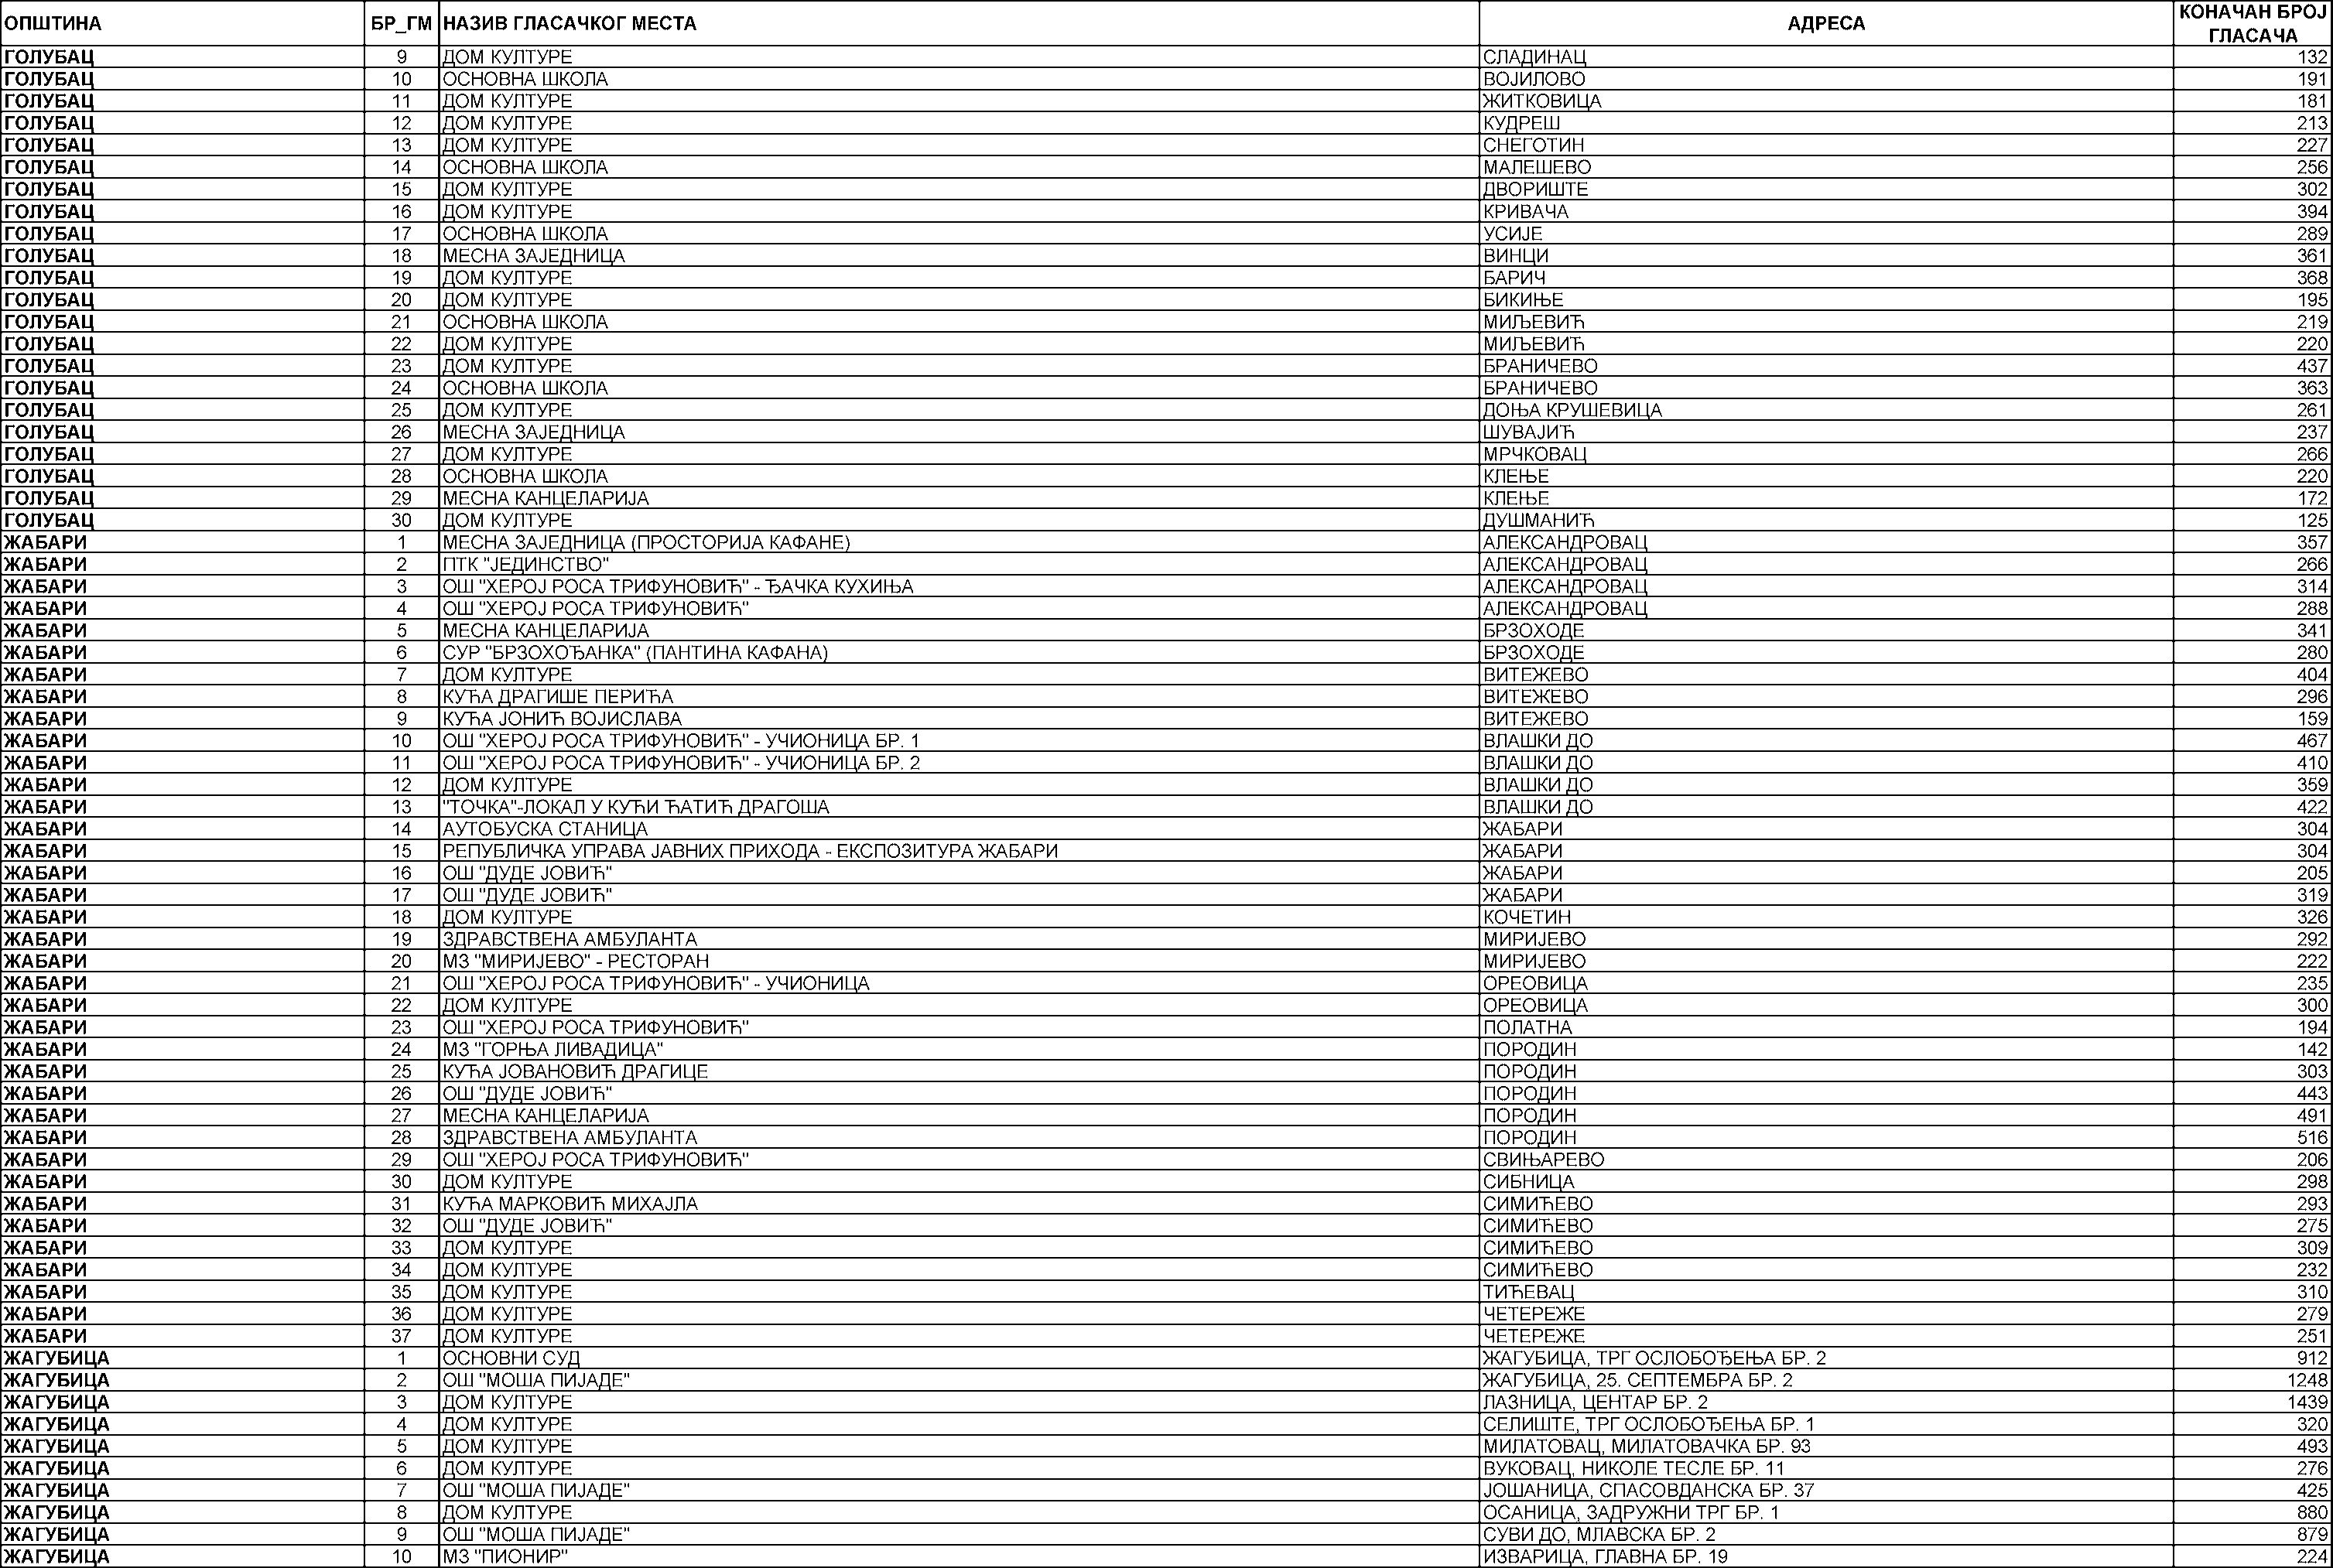 ОПШТИНА БР_ГМ НАЗИВ ГЛАСАЧКОГ МЕСТА АДРЕСА КОНАЧАН БРОЈ ГЛАСАЧА
ГОЛУБАЦ 9 ДОМ КУЛТУРЕ СЛАДИНАЦ 132
ГОЛУБАЦ 10 ОСНОВНА ШКОЛА ВОЈИЛОВО 191
ГОЛУБАЦ 11 ДОМ КУЛТУРЕ ЖИТКОВИЦА 181
ГОЛУБАЦ 12 ДОМ КУЛТУРЕ КУДРЕШ 213
ГОЛУБАЦ 13 ДОМ КУЛТУРЕ СНЕГОТИН 227
ГОЛУБАЦ 14 ОСНОВНА ШКОЛА МАЛЕШЕВО 256
ГОЛУБАЦ 15 ДОМ КУЛТУРЕ ДВОРИШТЕ 302
ГОЛУБАЦ 16 ДОМ КУЛТУРЕ КРИВАЧА 394
ГОЛУБАЦ 17 ОСНОВНА ШКОЛА УСИЈЕ 289
ГОЛУБАЦ 18 МЕСНА ЗАЈЕДНИЦА ВИНЦИ 361
ГОЛУБАЦ 19 ДОМ КУЛТУРЕ БАРИЧ 368
ГОЛУБАЦ 20 ДОМ КУЛТУРЕ БИКИЊЕ 195
ГОЛУБАЦ 21 ОСНОВНА ШКОЛА МИЉЕВИЋ 219
ГОЛУБАЦ 22 ДОМ КУЛТУРЕ МИЉЕВИЋ 220
ГОЛУБАЦ 23 ДОМ КУЛТУРЕ БРАНИЧЕВО 437
ГОЛУБАЦ 24 ОСНОВНА ШКОЛА БРАНИЧЕВО 363
ГОЛУБАЦ 25 ДОМ КУЛТУРЕ ДОЊА КРУШЕВИЦА 261
ГОЛУБАЦ 26 МЕСНА ЗАЈЕДНИЦА ШУВАЈИЋ 237
ГОЛУБАЦ 27 ДОМ КУЛТУРЕ МРЧКОВАЦ 266
ГОЛУБАЦ 28 ОСНОВНА ШКОЛА КЛЕЊЕ 220
ГОЛУБАЦ 29 МЕСНА КАНЦЕЛАРИЈА КЛЕЊЕ 172
ГОЛУБАЦ 30 ДОМ КУЛТУРЕ ДУШМАНИЋ 125
ЖАБАРИ 1 МЕСНА ЗАЈЕДНИЦА (ПРОСТОРИЈА КАФАНЕ) АЛЕКСАНДРОВАЦ 357
ЖАБАРИ 2 ПТК "ЈЕДИНСТВО" АЛЕКСАНДРОВАЦ 266
ЖАБАРИ 3 ОШ "ХЕРОЈ РОСА ТРИФУНОВИЋ" - ЂАЧКА КУХИЊА АЛЕКСАНДРОВАЦ 314
ЖАБАРИ 4 ОШ "ХЕРОЈ РОСА ТРИФУНОВИЋ" АЛЕКСАНДРОВАЦ 288
ЖАБАРИ 5 МЕСНА КАНЦЕЛАРИЈА БРЗОХОДЕ 341
ЖАБАРИ 6 СУР "БРЗОХОЂАНКА" (ПАНТИНА КАФАНА) БРЗОХОДЕ 280
ЖАБАРИ 7 ДОМ КУЛТУРЕ ВИТЕЖЕВО 404
ЖАБАРИ 8 КУЋА ДРАГИШЕ ПЕРИЋА ВИТЕЖЕВО 296
ЖАБАРИ 9 КУЋА ЈОНИЋ ВОЈИСЛАВА ВИТЕЖЕВО 159
ЖАБАРИ 10 ОШ "ХЕРОЈ РОСА ТРИФУНОВИЋ" - УЧИОНИЦА БР. 1 ВЛАШКИ ДО 467
ЖАБАРИ 11 ОШ "ХЕРОЈ РОСА ТРИФУНОВИЋ" - УЧИОНИЦА БР. 2 ВЛАШКИ ДО 410
ЖАБАРИ 12 ДОМ КУЛТУРЕ ВЛАШКИ ДО 359
ЖАБАРИ 13 "ТОЧКА"-ЛОКАЛ У КУЋИ ЋАТИЋ ДРАГОША ВЛАШКИ ДО 422
ЖАБАРИ 14 АУТОБУСКА СТАНИЦА ЖАБАРИ 304
ЖАБАРИ 15 РЕПУБЛИЧКА УПРАВА ЈАВНИХ ПРИХОДА - ЕКСПОЗИТУРА ЖАБАРИ ЖАБАРИ 304
ЖАБАРИ 16 ОШ "ДУДЕ ЈОВИЋ" ЖАБАРИ 205
ЖАБАРИ 17 ОШ "ДУДЕ ЈОВИЋ" ЖАБАРИ 319
ЖАБАРИ 18 ДОМ КУЛТУРЕ КОЧЕТИН 326
ЖАБАРИ 19 ЗДРАВСТВЕНА АМБУЛАНТА МИРИЈЕВО 292
ЖАБАРИ 20 МЗ "МИРИЈЕВО" - РЕСТОРАН МИРИЈЕВО 222
ЖАБАРИ 21 ОШ "ХЕРОЈ РОСА ТРИФУНОВИЋ" - УЧИОНИЦА ОРЕОВИЦА 235
ЖАБАРИ 22 ДОМ КУЛТУРЕ ОРЕОВИЦА 300
ЖАБАРИ 23 ОШ "ХЕРОЈ РОСА ТРИФУНОВИЋ" ПОЛАТНА 194
ЖАБАРИ 24 МЗ "ГОРЊА ЛИВАДИЦА" ПОРОДИН 142
ЖАБАРИ 25 КУЋА ЈОВАНОВИЋ ДРАГИЦЕ ПОРОДИН 303
ЖАБАРИ 26 ОШ "ДУДЕ ЈОВИЋ" ПОРОДИН 443
ЖАБАРИ 27 МЕСНА КАНЦЕЛАРИЈА ПОРОДИН 491
ЖАБАРИ 28 ЗДРАВСТВЕНА АМБУЛАНТА ПОРОДИН 516
ЖАБАРИ 29 ОШ "ХЕРОЈ РОСА ТРИФУНОВИЋ" СВИЊАРЕВО 206
ЖАБАРИ 30 ДОМ КУЛТУРЕ СИБНИЦА 298
ЖАБАРИ 31 КУЋА МАРКОВИЋ МИХАЈЛА СИМИЋЕВО 293
ЖАБАРИ 32 ОШ "ДУДЕ ЈОВИЋ" СИМИЋЕВО 275
ЖАБАРИ 33 ДОМ КУЛТУРЕ СИМИЋЕВО 309
ЖАБАРИ 34 ДОМ КУЛТУРЕ СИМИЋЕВО 232
ЖАБАРИ 35 ДОМ КУЛТУРЕ ТИЋЕВАЦ 310
ЖАБАРИ 36 ДОМ КУЛТУРЕ ЧЕТЕРЕЖЕ 279
ЖАБАРИ 37 ДОМ КУЛТУРЕ ЧЕТЕРЕЖЕ 251
ЖАГУБИЦА 1 ОСНОВНИ СУД ЖАГУБИЦА, ТРГ ОСЛОБОЂЕЊА БР. 2 912
ЖАГУБИЦА 2 ОШ "МОША ПИЈАДЕ" ЖАГУБИЦА, 25. СЕПТЕМБРА БР. 2 1248
ЖАГУБИЦА 3 ДОМ КУЛТУРЕ ЛАЗНИЦА, ЦЕНТАР БР. 2 1439
ЖАГУБИЦА 4 ДОМ КУЛТУРЕ СЕЛИШТЕ, ТРГ ОСЛОБОЂЕЊА БР. 1 320
ЖАГУБИЦА 5 ДОМ КУЛТУРЕ МИЛАТОВАЦ, МИЛАТОВАЧКА БР. 93 493
ЖАГУБИЦА 6 ДОМ КУЛТУРЕ ВУКОВАЦ, НИКОЛЕ ТЕСЛЕ БР. 11 276
ЖАГУБИЦА 7 ОШ "МОША ПИЈАДЕ" ЈОШАНИЦА, СПАСОВДАНСКА БР. 37 425
ЖАГУБИЦА 8 ДОМ КУЛТУРЕ ОСАНИЦА, ЗАДРУЖНИ ТРГ БР. 1 880
ЖАГУБИЦА 9 ОШ "МОША ПИЈАДЕ" СУВИ ДО, МЛАВСКА БР. 2 879
ЖАГУБИЦА 10 МЗ "ПИОНИР" ИЗВАРИЦА, ГЛАВНА БР. 19 224